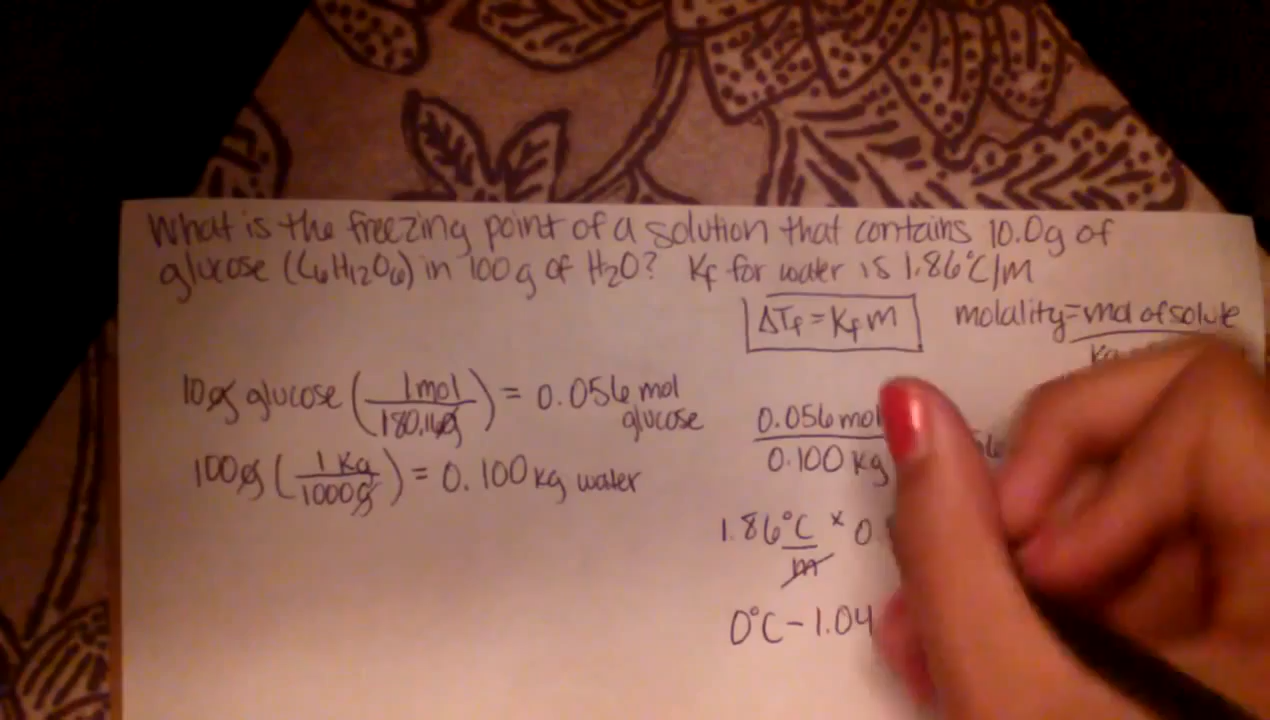 What is the freezing point of a solution that contains 10.0g of
glucose (C6H12O6) in 100g of H2O? Kf for water is 1.86°C/m
ΔTf = Kf m
molality = mol of solute
kg
10g glucose (1mol / 180.16g) = 0.056 mol
glucose
100g (1 kg / 1000g) = 0.100 kg water
0.056 mol
0.100 kg
1.86°C × 0
m
0°C - 1.04